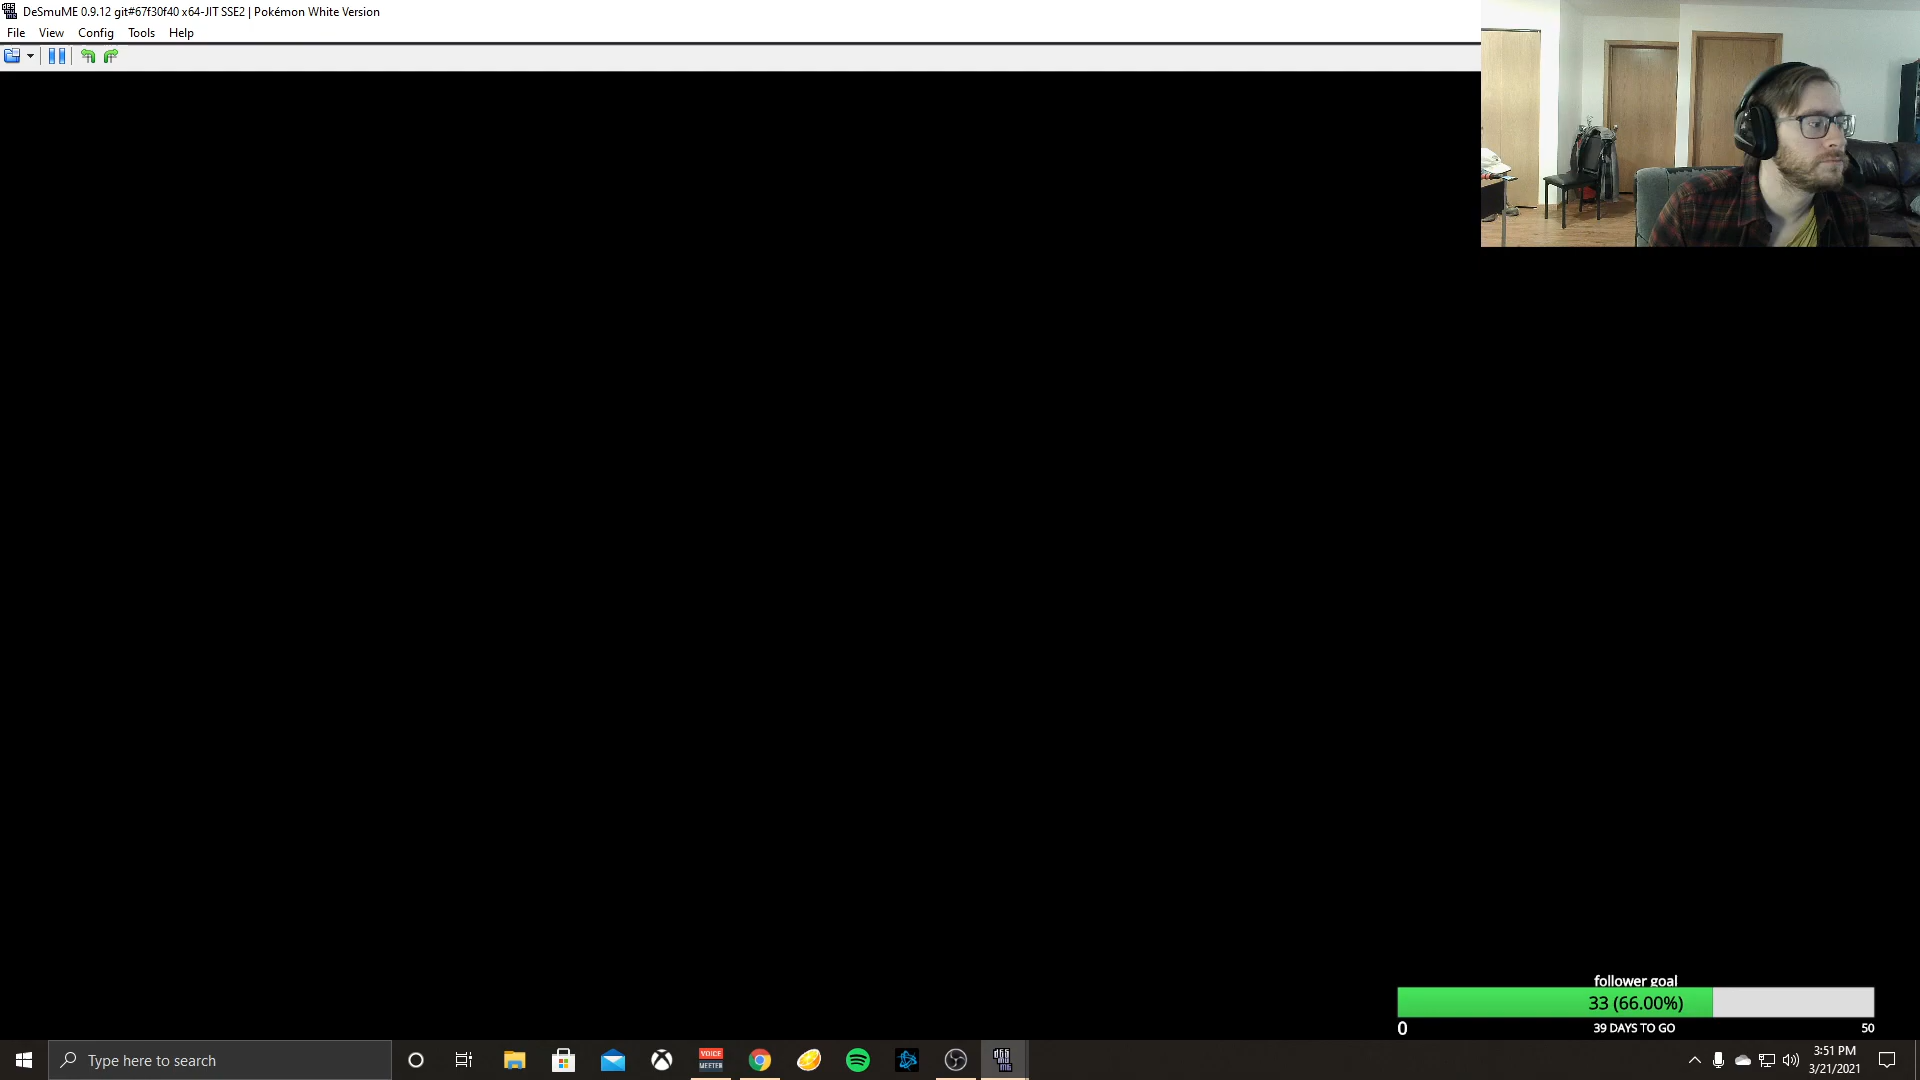 DeSmuME 0.9.12 git#67f30f40 x64-JIT SSE2 | Pokémon White Version
File View Config Tools Help
follower goal
33 (66.00%)
0 39 DAYS TO GO 50
Type here to search
VOICE
MEETER
3:51 PM
3/21/2021